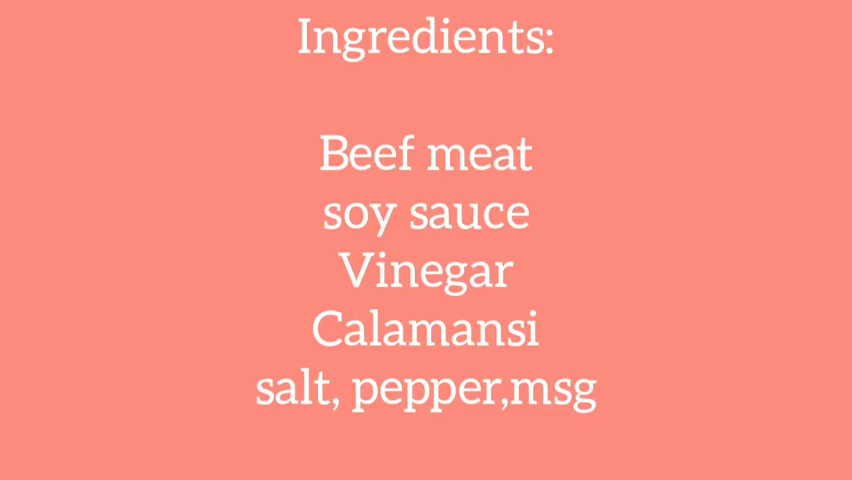 Ingredients:
Beef meat
soy sauce
Vinegar
Calamansi
salt, pepper,msg